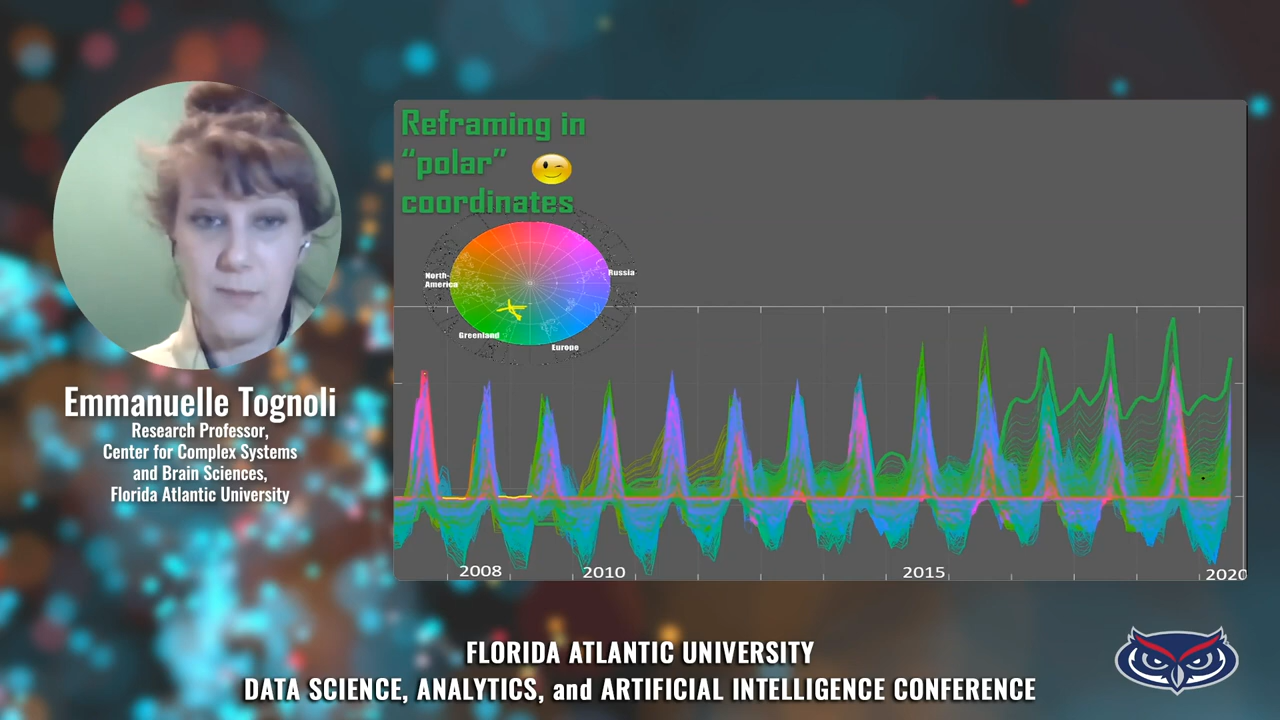 Reframing in
“polar”
coordinates
North-
America
Russia
Greenland
Europe
2008
2010
2015
2020
Emmanuelle Tognoli
Research Professor,
Center for Complex Systems
and Brain Sciences,
Florida Atlantic University
FLORIDA ATLANTIC UNIVERSITY
DATA SCIENCE, ANALYTICS, and ARTIFICIAL INTELLIGENCE CONFERENCE